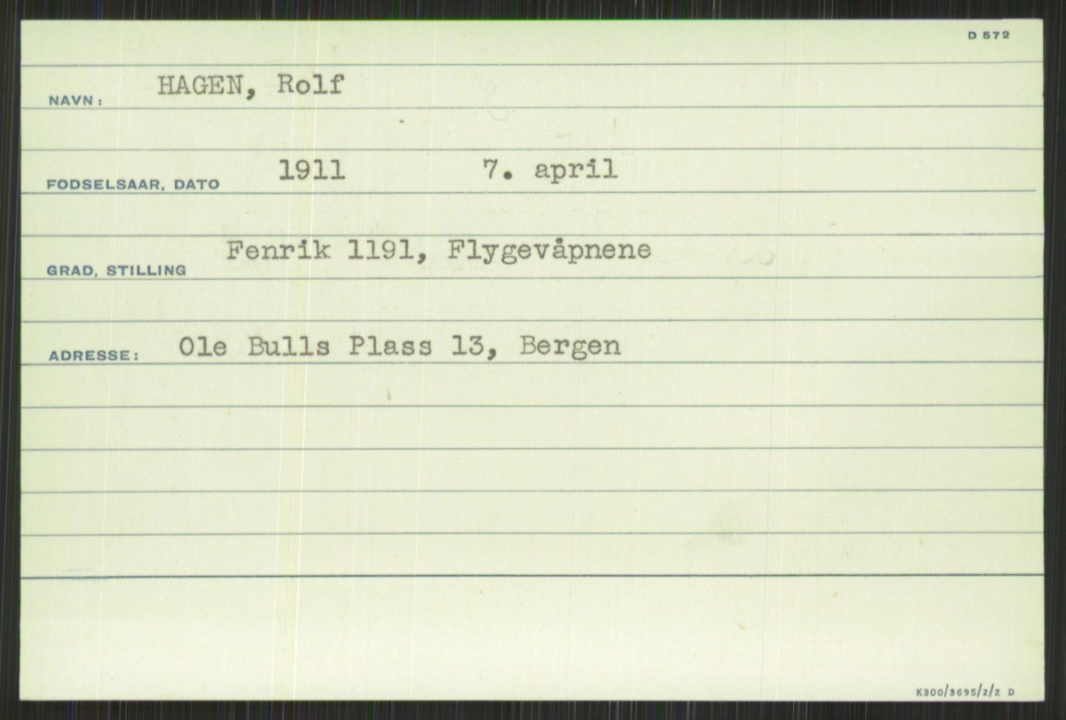 D 572
NAVN: HAGEN, Rolf
FODSELSAAR, DATO 1911 7. april
GRAD, STILLING Fenrik 1191, Flygevåpnene
ADRESSE: Ole Bulls Plass 13, Bergen
K300/3695/2/2 D